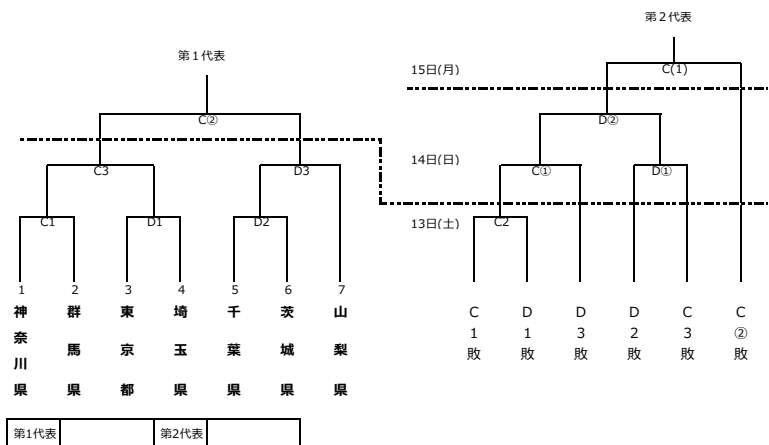 第2代表
第1代表
15日(月)
C(1)
C②
D②
14日(日)
C3
D3
C①
D①
13日(土)
C1
D1
D2
C2
1
2
3
4
5
6
7
神奈川県
群馬県
東京都
埼玉県
千葉県
茨城県
山梨県
C1敗
D1敗
D3敗
D2敗
C3敗
C②敗
第1代表
第2代表